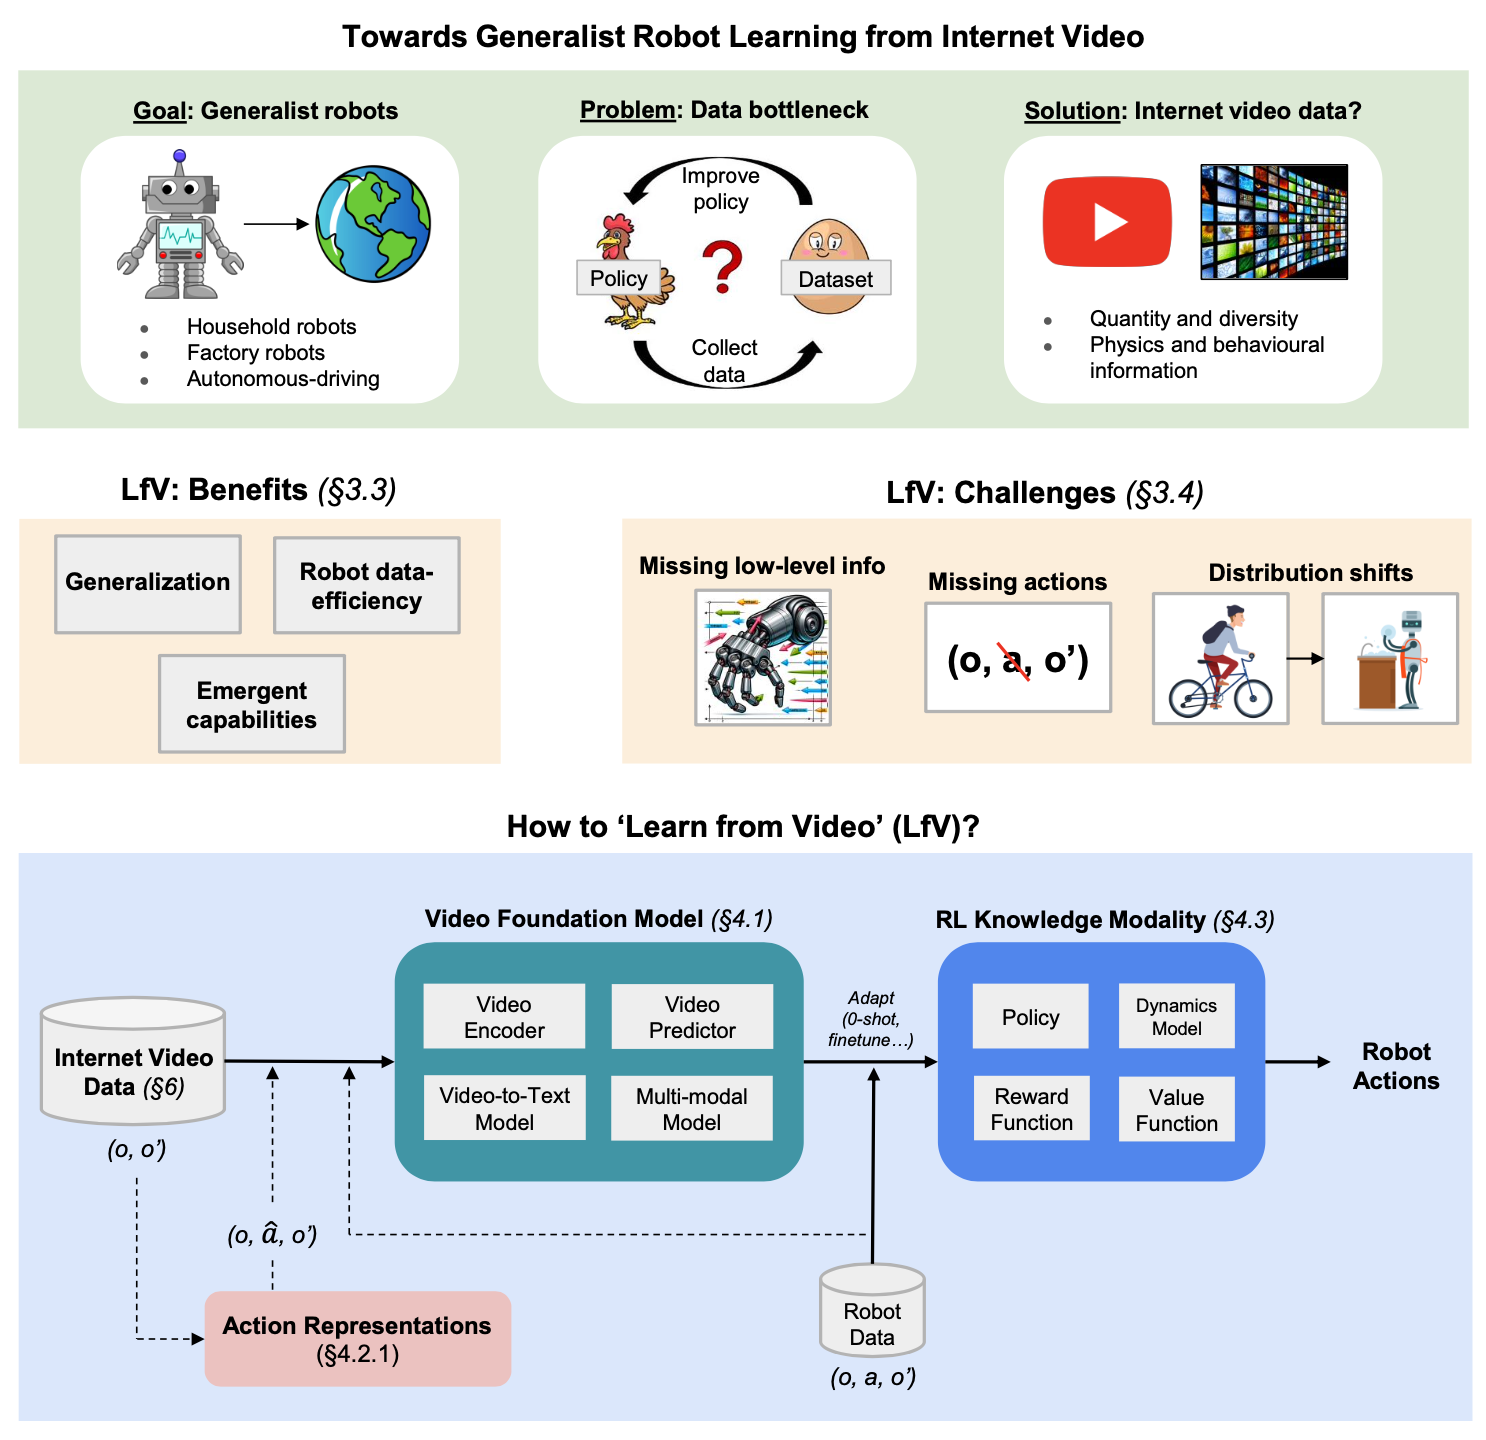 Towards Generalist Robot Learning from Internet Video
Goal: Generalist robots
Household robots
Factory robots
Autonomous-driving
Problem: Data bottleneck
Improve
policy
Policy
?
Dataset
Collect
data
Solution: Internet video data?
Quantity and diversity
Physics and behavioural
information
LfV: Benefits (§3.3)
Generalization
Robot data-
efficiency
Emergent
capabilities
LfV: Challenges (§3.4)
Missing low-level info
Missing actions
(o, a, o’)
Distribution shifts
How to ‘Learn from Video’ (LfV)?
Internet Video
Data (§6)
(o, o’)
(o, â, o’)
Action Representations
(§4.2.1)
Video Foundation Model (§4.1)
Video
Encoder
Video
Predictor
Video-to-Text
Model
Multi-modal
Model
Adapt
(0-shot,
finetune…)
Robot
Data
(o, a, o’)
RL Knowledge Modality (§4.3)
Policy
Dynamics
Model
Reward
Function
Value
Function
Robot
Actions